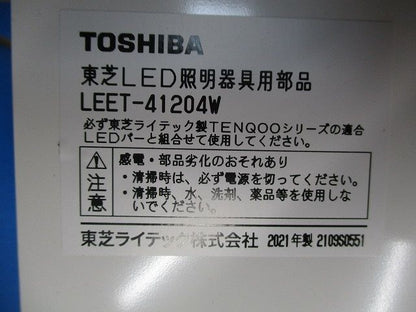 TOSHIBA
東芝LED照明器具用部品
LEET-41204W
必ず東芝ライテック製TENQOOシリーズの適合
LEDバーと組合せて使用してください。
注意
感電・部品劣化のおそれあり
・清掃時は、必ず電源を切ってください。
・清掃時、水、洗剤、薬品等を使用しな
いでください。
東芝ライテック株式会社 2021年製 2109S0551